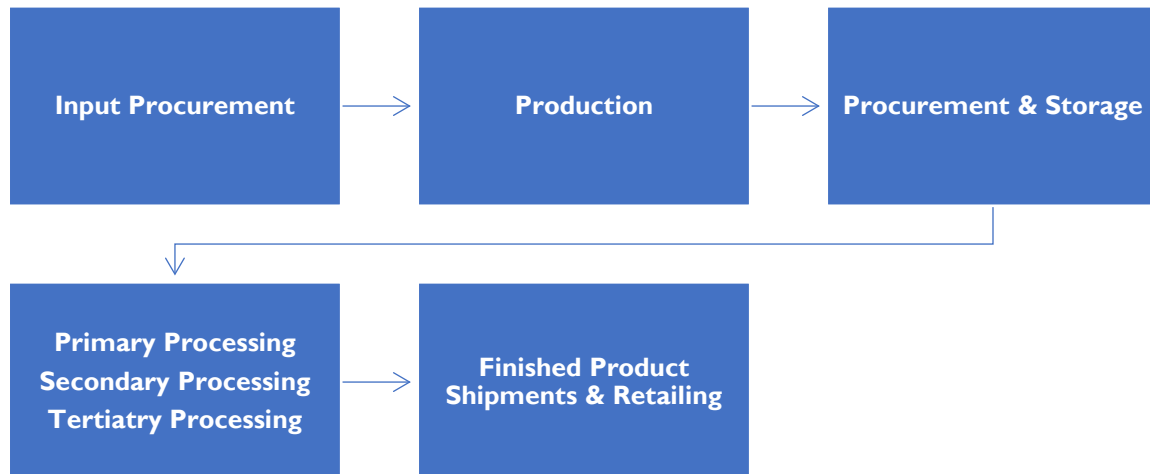 Input Procurement
Production
Procurement & Storage
Primary Processing
Secondary Processing
Tertiatry Processing
Finished Product
Shipments & Retailing